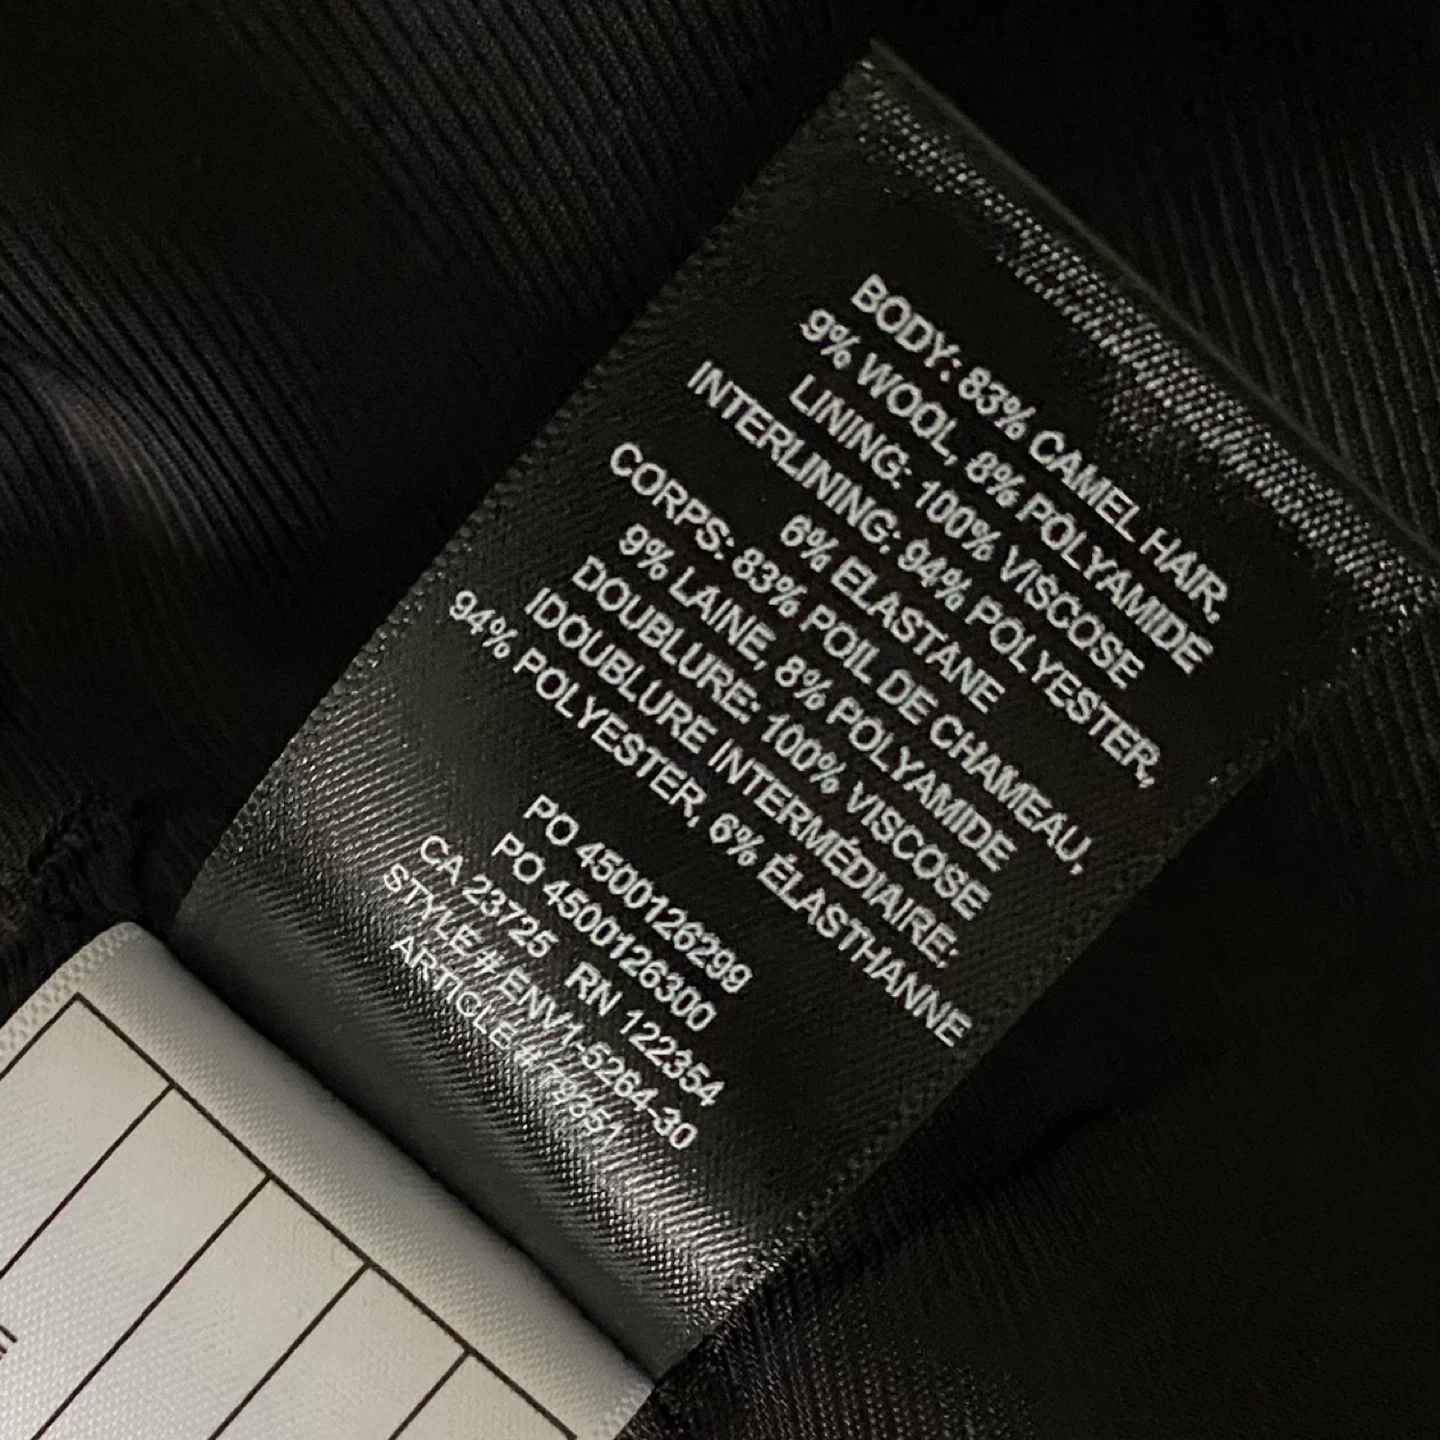 BODY: 83% CAMEL HAIR,
9% WOOL, 8% POLYAMIDE
LINING: 100% VISCOSE
INTERLINING: 94% POLYESTER,
6% ELASTANE
CORPS: 83% POIL DE CHAMEAU,
9% LAINE, 8% POLYAMIDE
DOUBLURE: 100% VISCOSE
IDOUBLURE INTERMÉDIAIRE:
94% POLYESTER, 6% ÉLASTHANNE
PO 4500126299
PO 4500126300
CA 23725 RN 122354
STYLE# ENV1-5264-30
ARTICLE# 79351